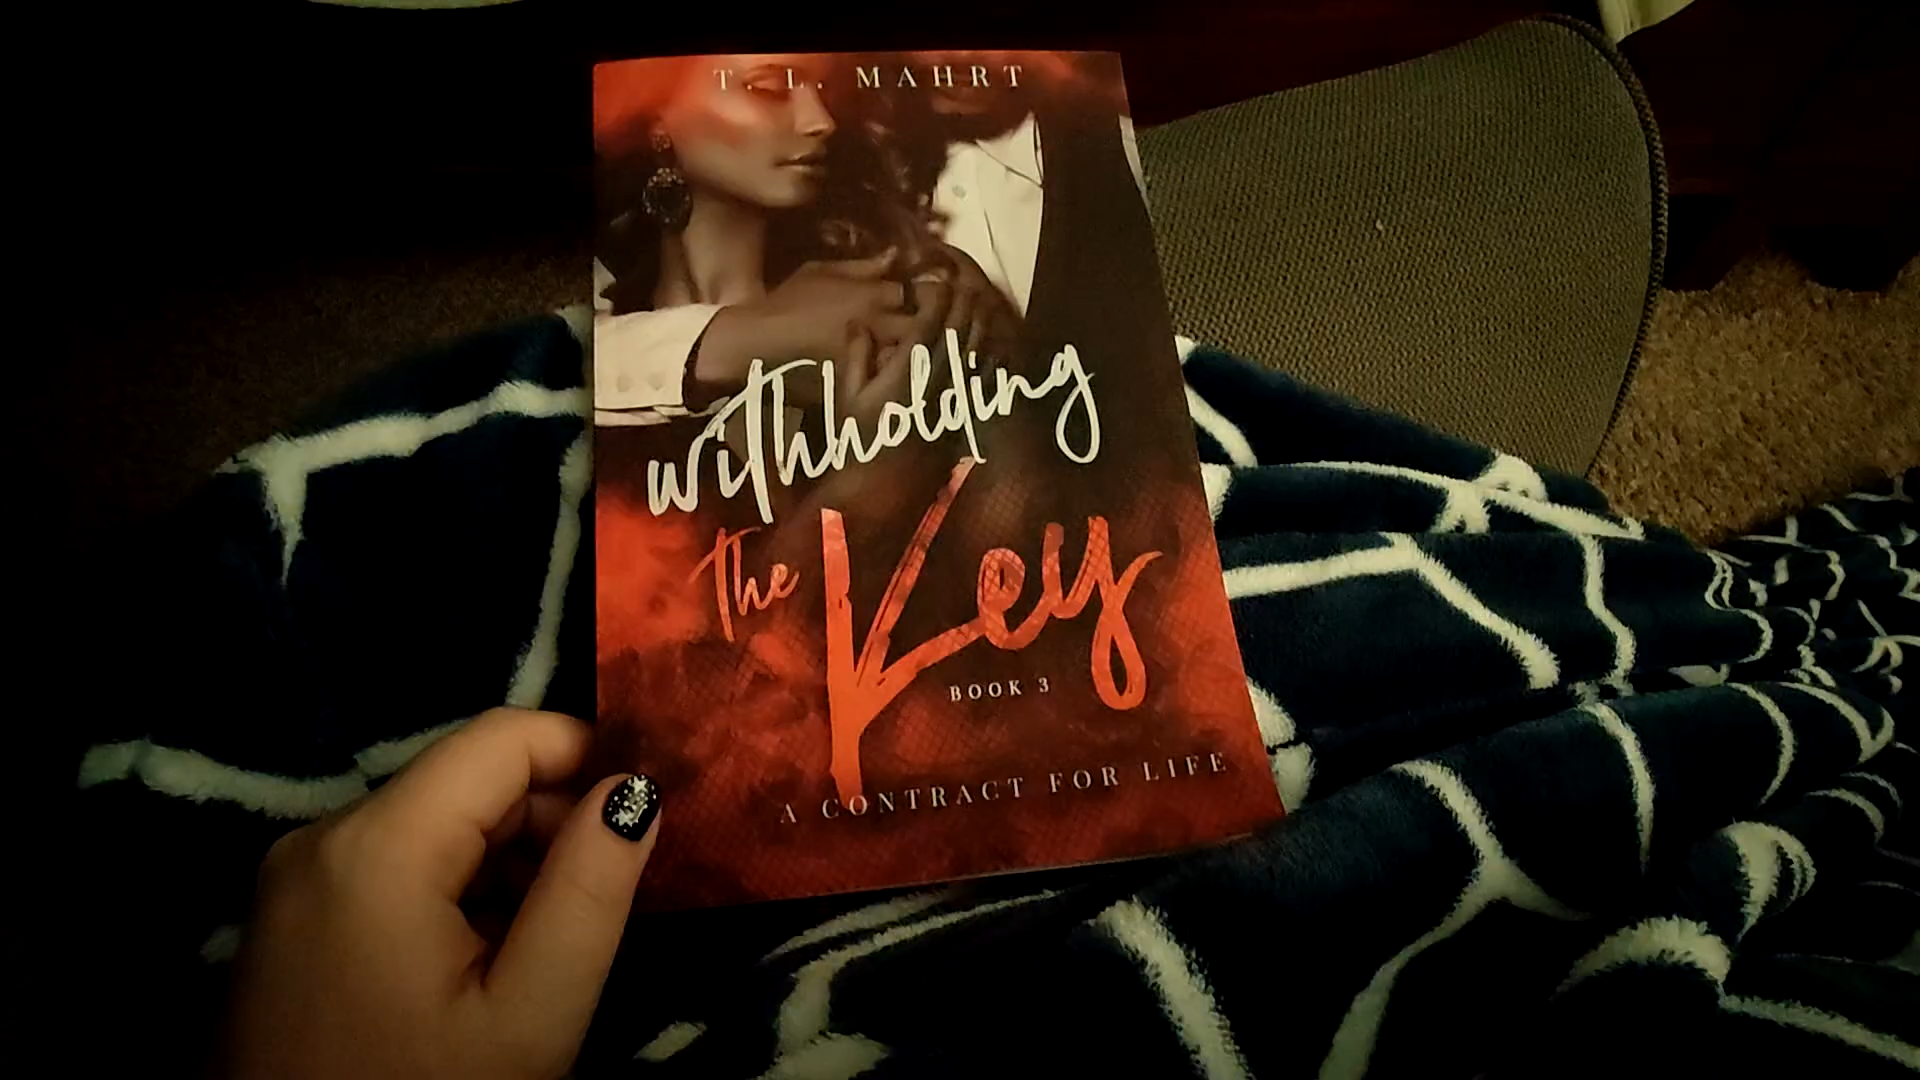 T. L. MAHRT
withholding
the Key
BOOK 3
A CONTRACT FOR LIFE